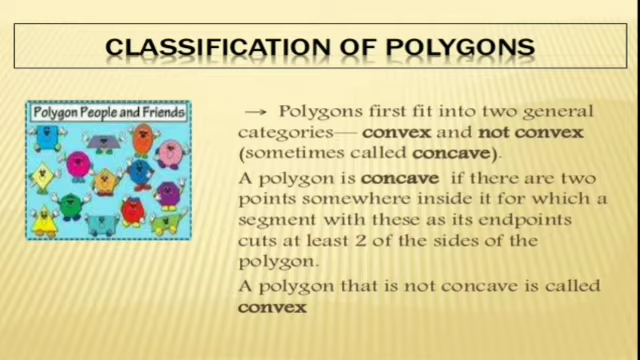 CLASSIFICATION OF POLYGONS
Polygon People and Friends
→ Polygons first fit into two general
categories— convex and not convex
(sometimes called concave).
A polygon is concave if there are two
points somewhere inside it for which a
segment with these as its endpoints
cuts at least 2 of the sides of the
polygon.
A polygon that is not concave is called
convex